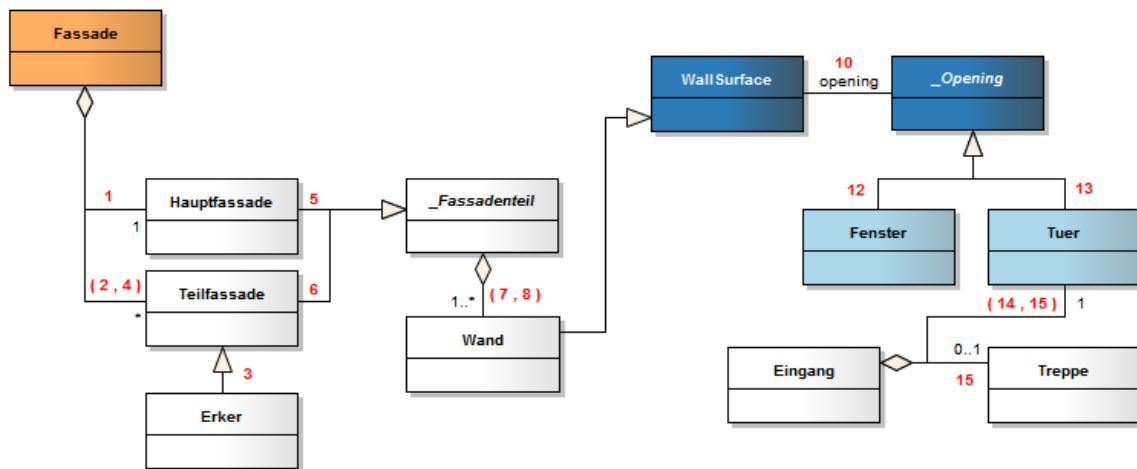 Fassade
WallSurface
10
opening
_Opening
1
Hauptfassade
1
5
_Fassadenteil
12
13
Fenster
Tuer
( 2 , 4 )
*
Teilfassade
6
1..*
( 7 , 8 )
( 14 , 15 )
1
Wand
3
Erker
Eingang
0..1
15
Treppe